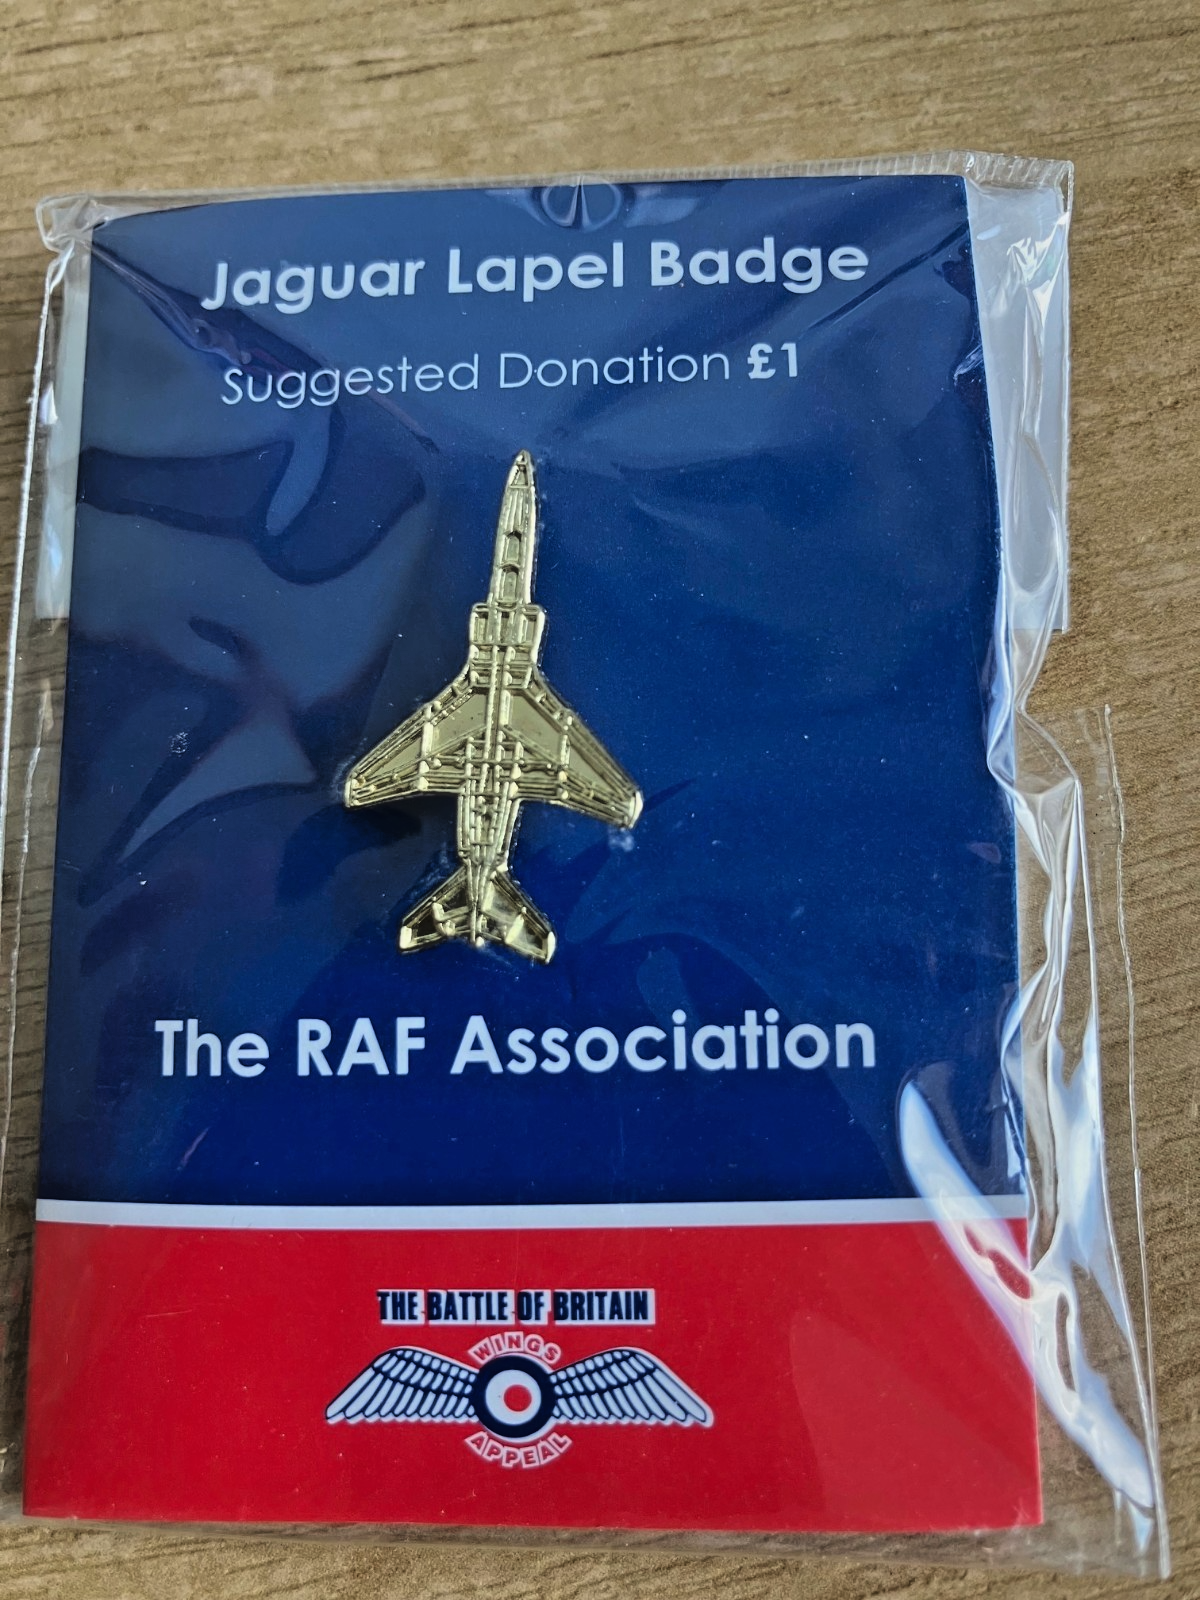 Jaguar Lapel Badge
Suggested Donation £1
The RAF Association
THE BATTLE OF BRITAIN
WINGS
APPEAL